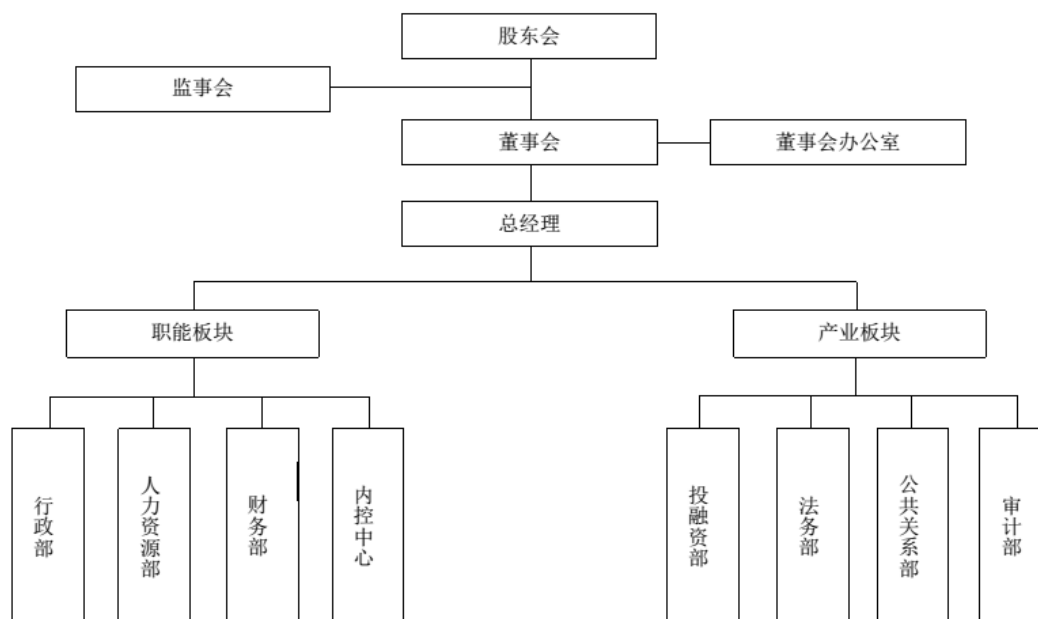 股东会
监事会
董事会
董事会办公室
总经理
职能板块
产业板块
行政部
人力资源部
财务部
内控中心
投融资部
法务部
公共关系部
审计部